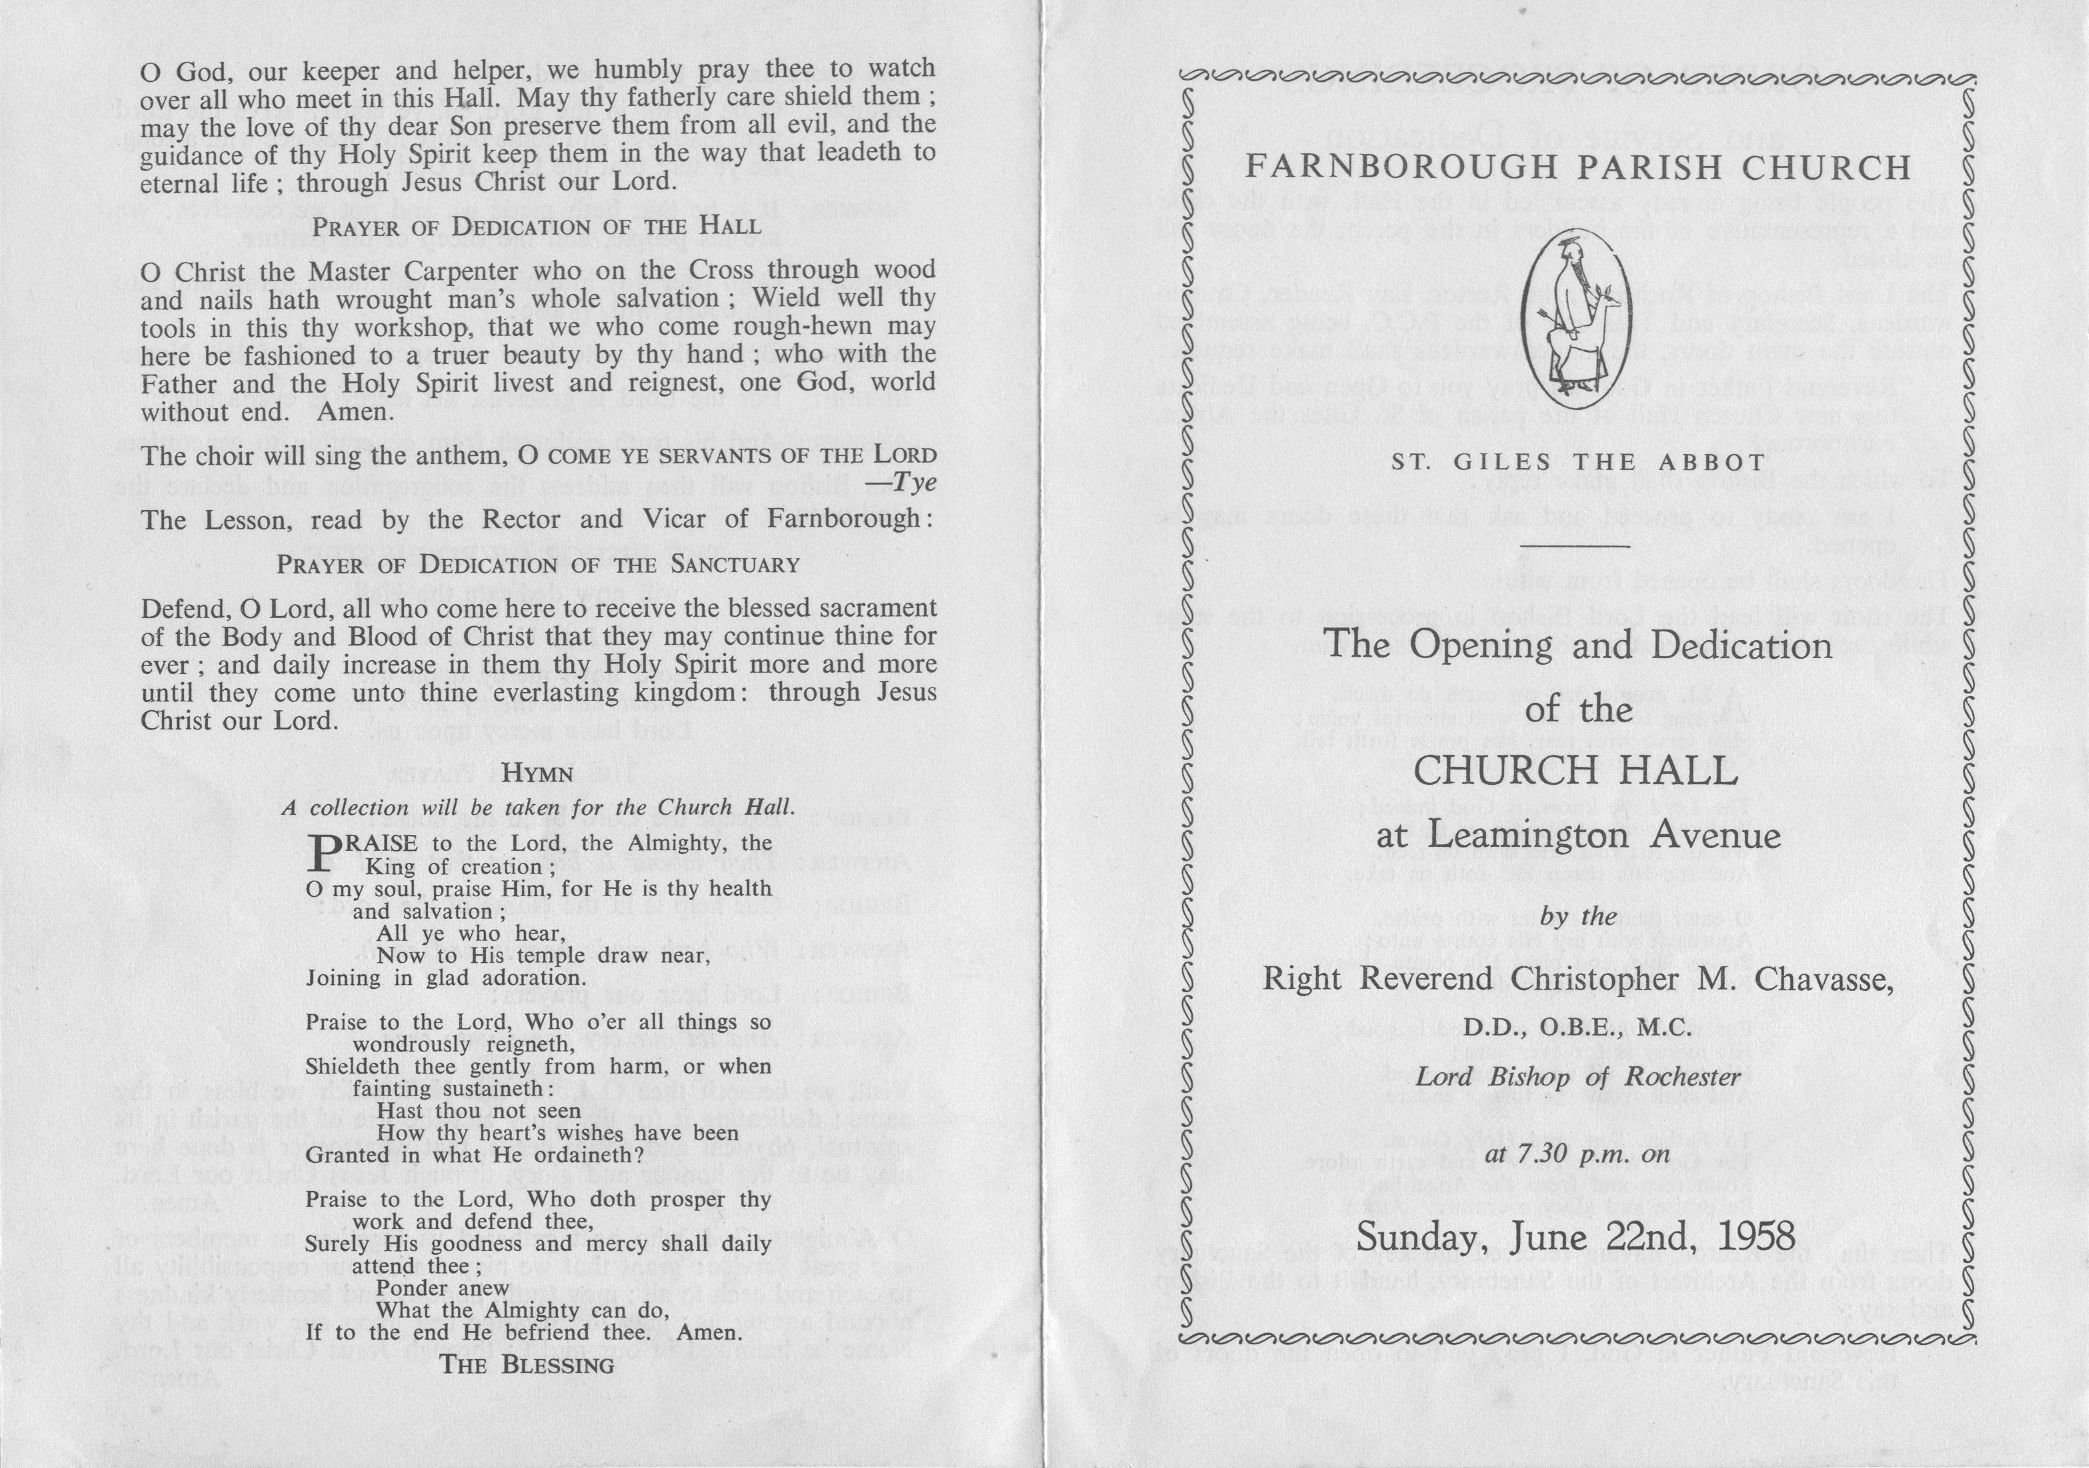 O God, our keeper and helper, we humbly pray thee to watch
over all who meet in this Hall. May thy fatherly care shield them ;
may the love of thy dear Son preserve them from all evil, and the
guidance of thy Holy Spirit keep them in the way that leadeth to
eternal life ; through Jesus Christ our Lord.
PRAYER OF DEDICATION OF THE HALL
O Christ the Master Carpenter who on the Cross through wood
and nails hath wrought man's whole salvation ; Wield well thy
tools in this thy workshop, that we who come rough-hewn may
here be fashioned to a truer beauty by thy hand ; who with the
Father and the Holy Spirit livest and reignest, one God, world
without end. Amen.
The choir will sing the anthem, O COME YE SERVANTS OF THE LORD
—Tye
The Lesson, read by the Rector and Vicar of Farnborough:
PRAYER OF DEDICATION OF THE SANCTUARY
Defend, O Lord, all who come here to receive the blessed sacrament
of the Body and Blood of Christ that they may continue thine for
ever ; and daily increase in them thy Holy Spirit more and more
until they come unto thine everlasting kingdom: through Jesus
Christ our Lord.
HYMN
A collection will be taken for the Church Hall.
PRAISE to the Lord, the Almighty, the
King of creation ;
O my soul, praise Him, for He is thy health
and salvation ;
All ye who hear,
Now to His temple draw near,
Joining in glad adoration.
Praise to the Lord, Who o'er all things so
wondrously reigneth,
Shieldeth thee gently from harm, or when
fainting sustaineth:
Hast thou not seen
How thy heart's wishes have been
Granted in what He ordaineth?
Praise to the Lord, Who doth prosper thy
work and defend thee,
Surely His goodness and mercy shall daily
attend thee ;
Ponder anew
What the Almighty can do,
If to the end He befriend thee. Amen.
THE BLESSING
FARNBOROUGH PARISH CHURCH
ST. GILES THE ABBOT
The Opening and Dedication
of the
CHURCH HALL
at Leamington Avenue
by the
Right Reverend Christopher M. Chavasse,
D.D., O.B.E., M.C.
Lord Bishop of Rochester
at 7.30 p.m. on
Sunday, June 22nd, 1958